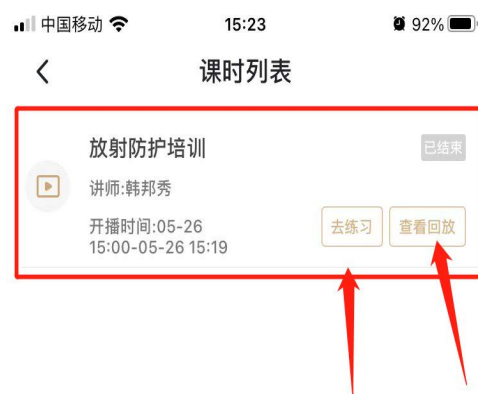 中国移动 15:23 92%
课时列表
放射防护培训 已结束
讲师:韩邦秀
开播时间:05-26 去练习 查看回放
15:00-05-26 15:19